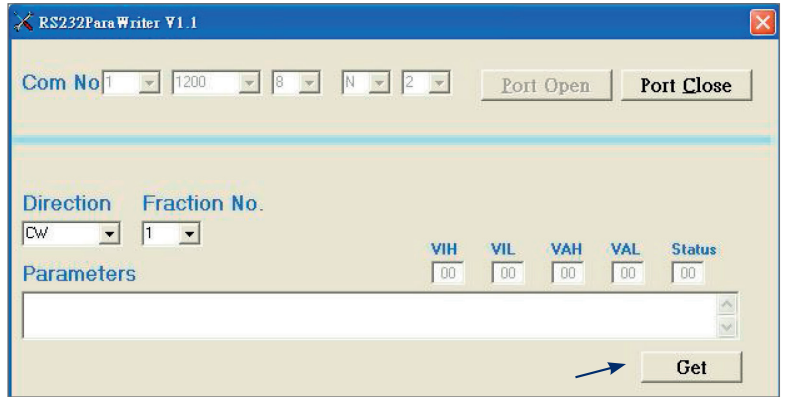 RS232ParaWriter V1.1
Com No 1 1200 8 N 2 Port Open Port Close
Direction Fraction No.
CW 1
VIH VIL VAH VAL Status
Parameters 00 00 00 00 00
Get